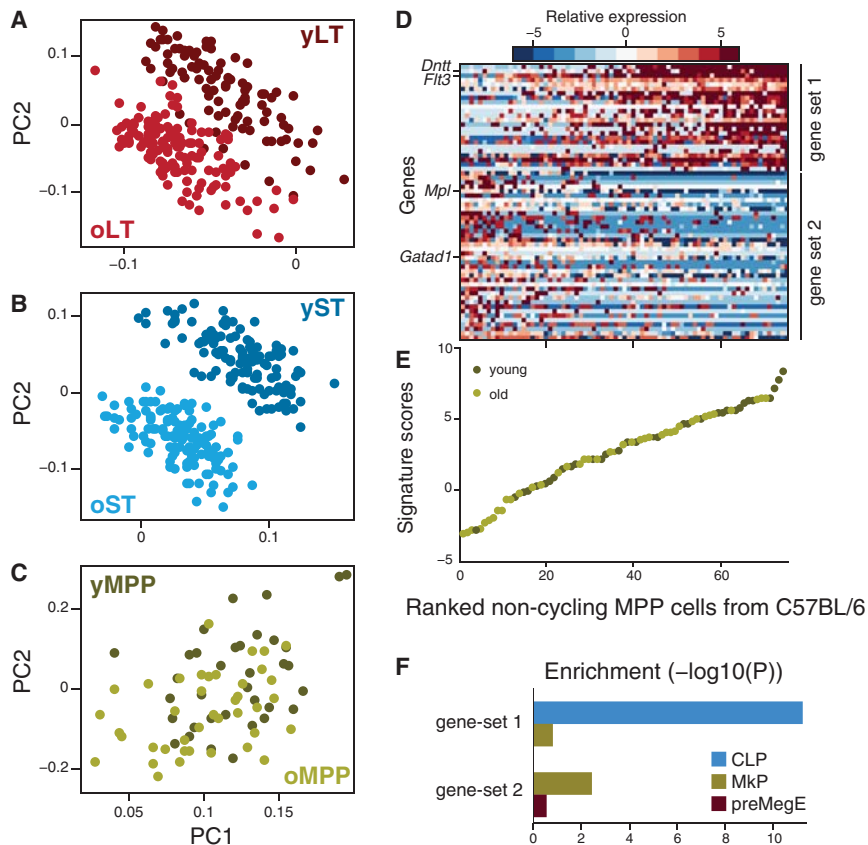 A
yLT
oLT
PC2
0.1
0
−0.1
−0.1
0
B
yST
oST
PC2
0.1
0
−0.1
0
0.1
C
yMPP
oMPP
PC2
0.2
0
−0.2
0.05
0.1
0.15
PC1
D
Relative expression
−5
0
5
Dntt
Flt3
Mpl
Gatad1
Genes
gene set 1
gene set 2
E
young
old
Signature scores
10
5
0
−5
0
20
40
60
Ranked non-cycling MPP cells from C57BL/6
F
Enrichment (−log10(P))
gene-set 1
gene-set 2
CLP
MkP
preMegE
0
2
4
6
8
10